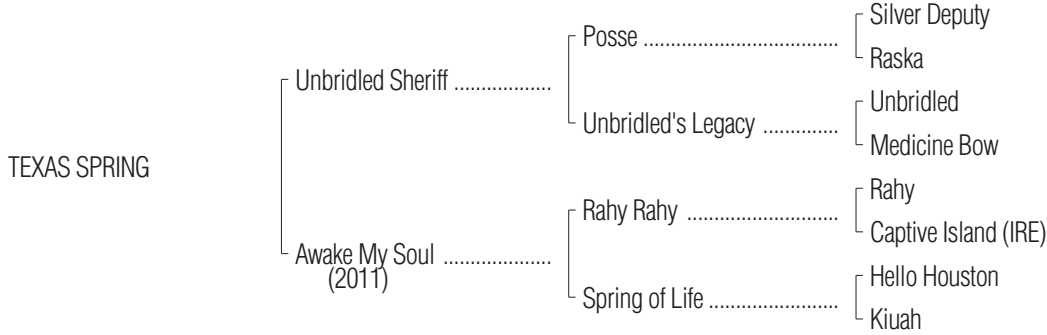 Silver Deputy
Posse ...................................
Raska
Unbridled Sheriff ..................
Unbridled
Unbridled's Legacy ..............
Medicine Bow
TEXAS SPRING
Rahy
Rahy Rahy ............................
Captive Island (IRE)
Awake My Soul ....................
(2011)
Hello Houston
Spring of Life ........................
Kiuah